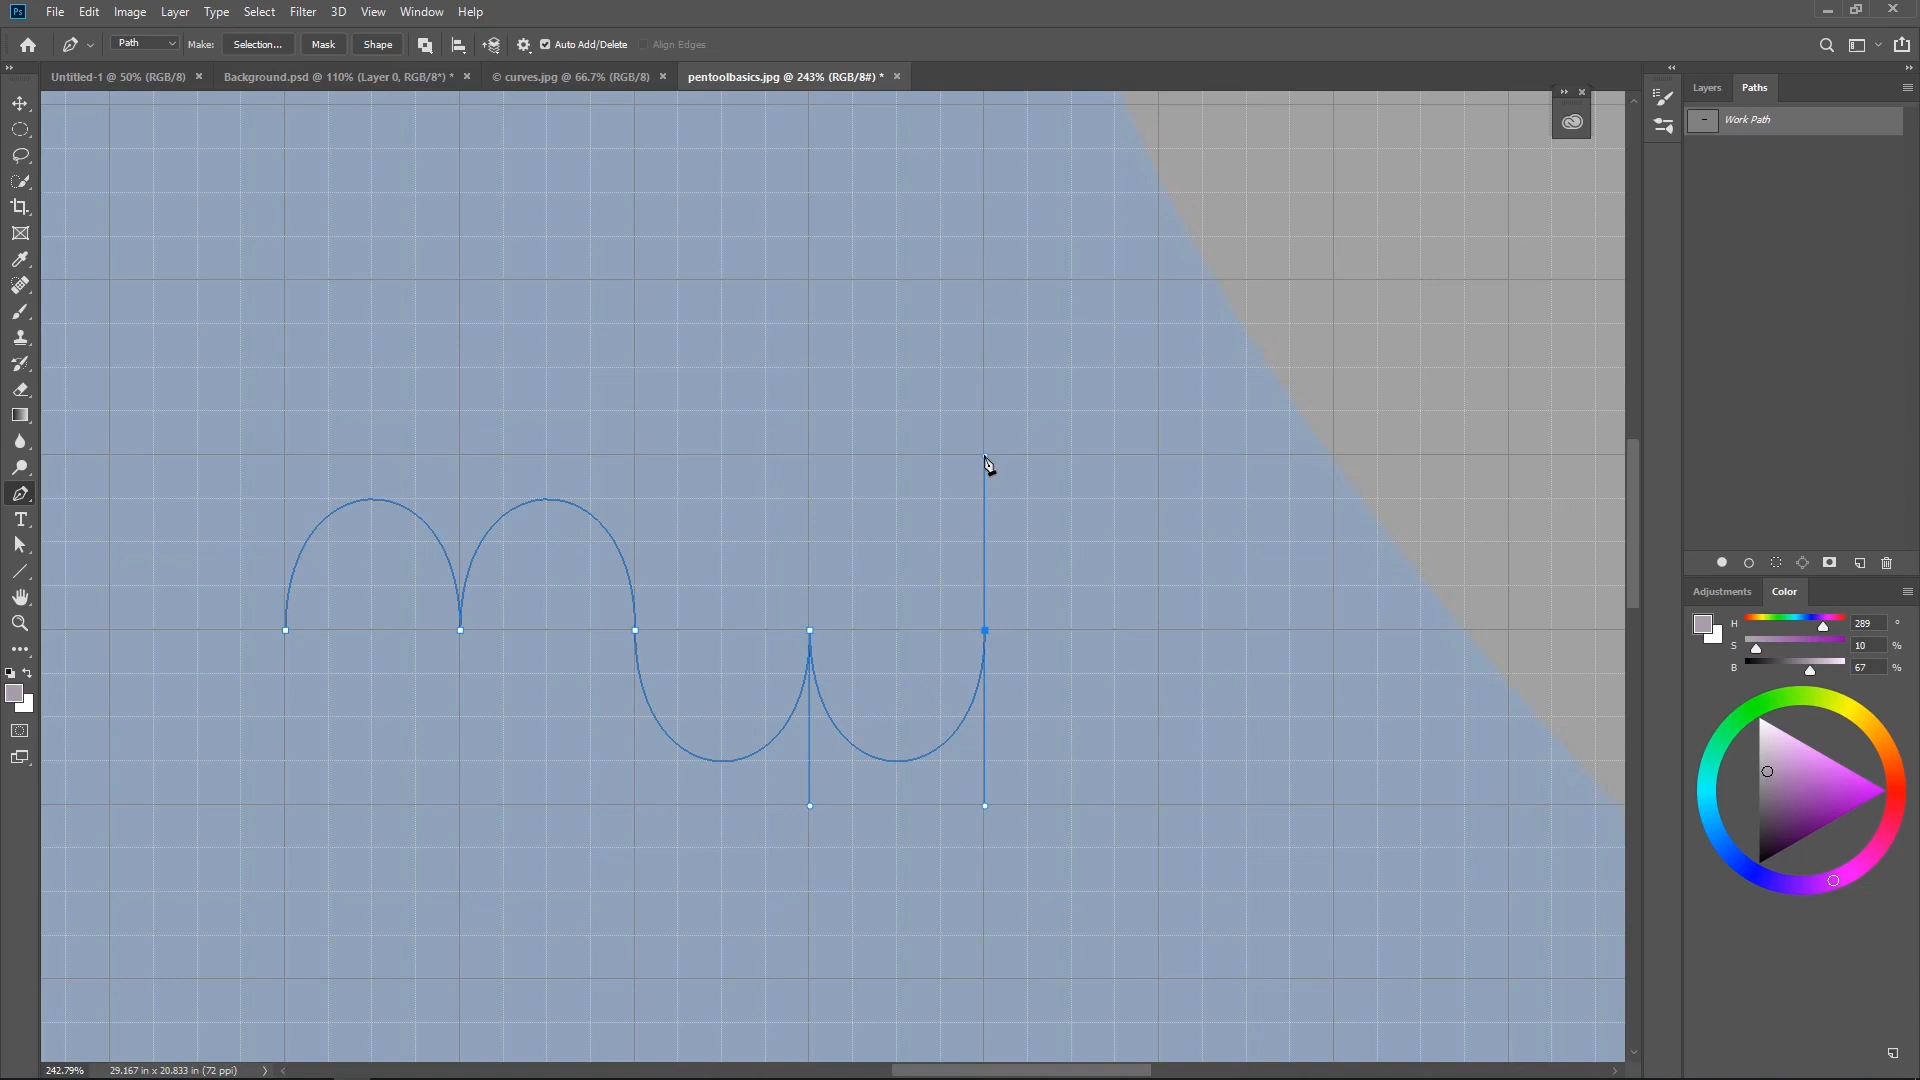 Ps File Edit Image Layer Type Select Filter 3D View Window Help
Path Make: Selection... Mask Shape Auto Add/Delete Align Edges
Untitled-1 @ 50% (RGB/8) × Background.psd @ 110% (Layer 0, RGB/8*) * × © curves.jpg @ 66.7% (RGB/8) × pentoolbasics.jpg @ 243% (RGB/8#) * ×
Layers Paths
Work Path
Adjustments Color
H 289 °
S 10 %
B 67 %
242.79% 29.167 in x 20.833 in (72 ppi)